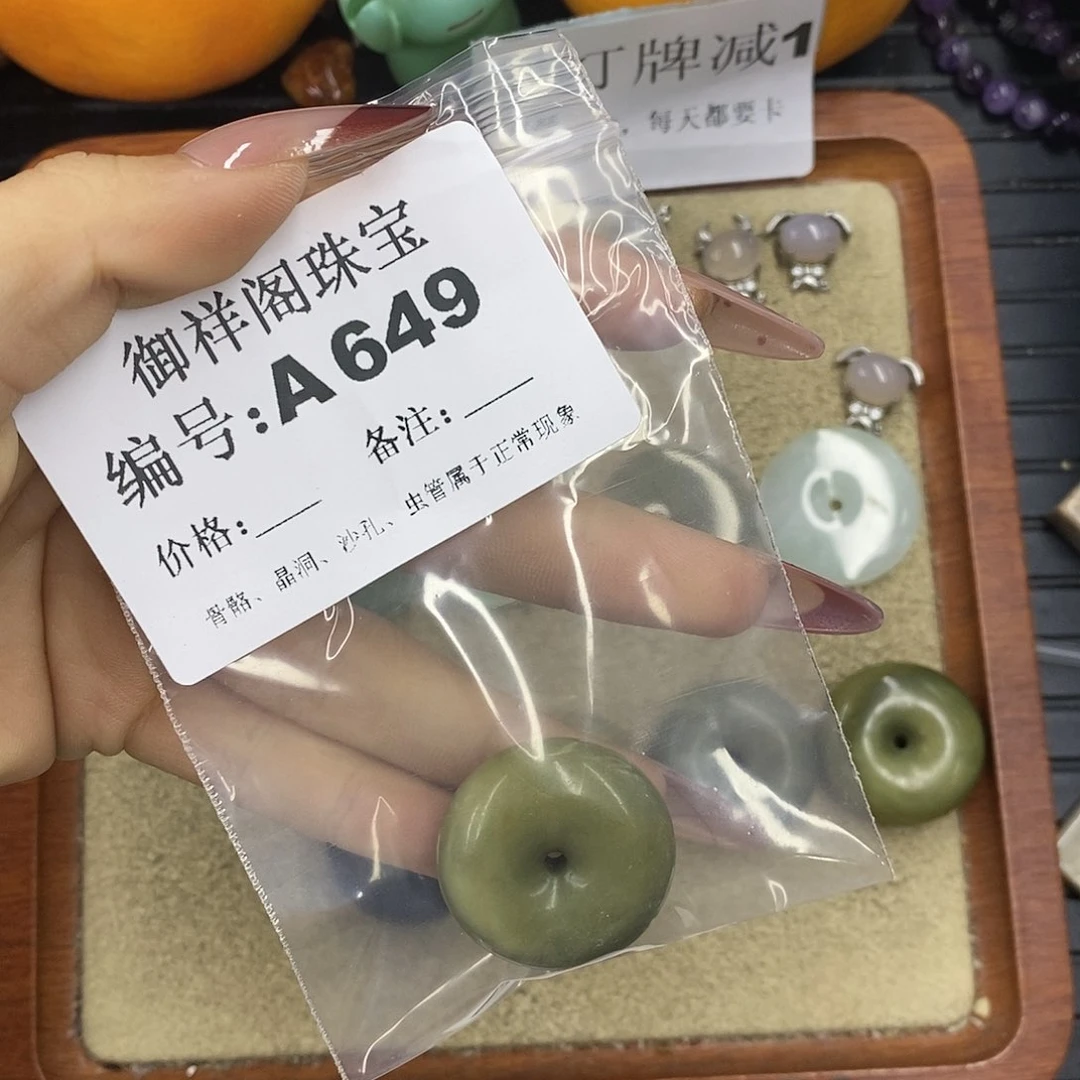 打牌减1
，每天都要卡
御祥阁珠宝
编号:A649
备注:
价格:
骨骼、晶洞、沙孔、虫管属于正常现象